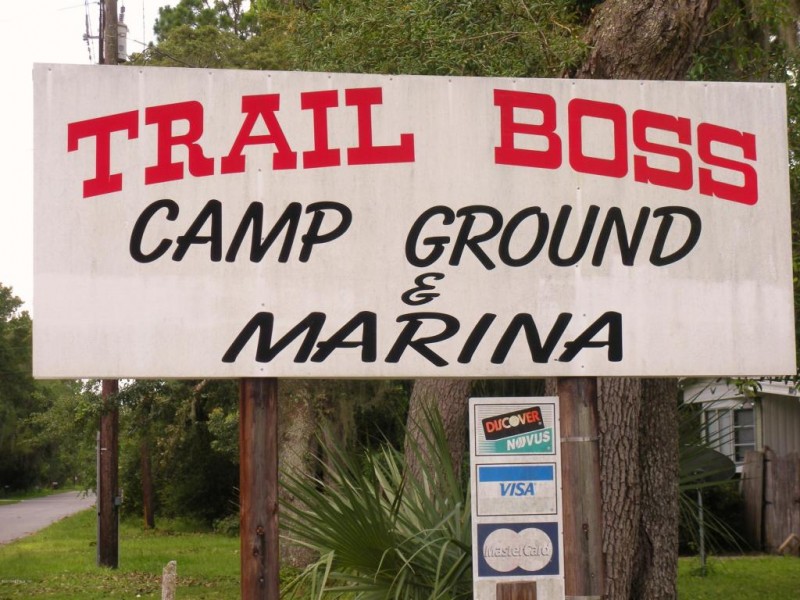 TRAIL BOSS
CAMP GROUND
&
MARINA
DISCOVER
NOVUS
VISA
MasterCard